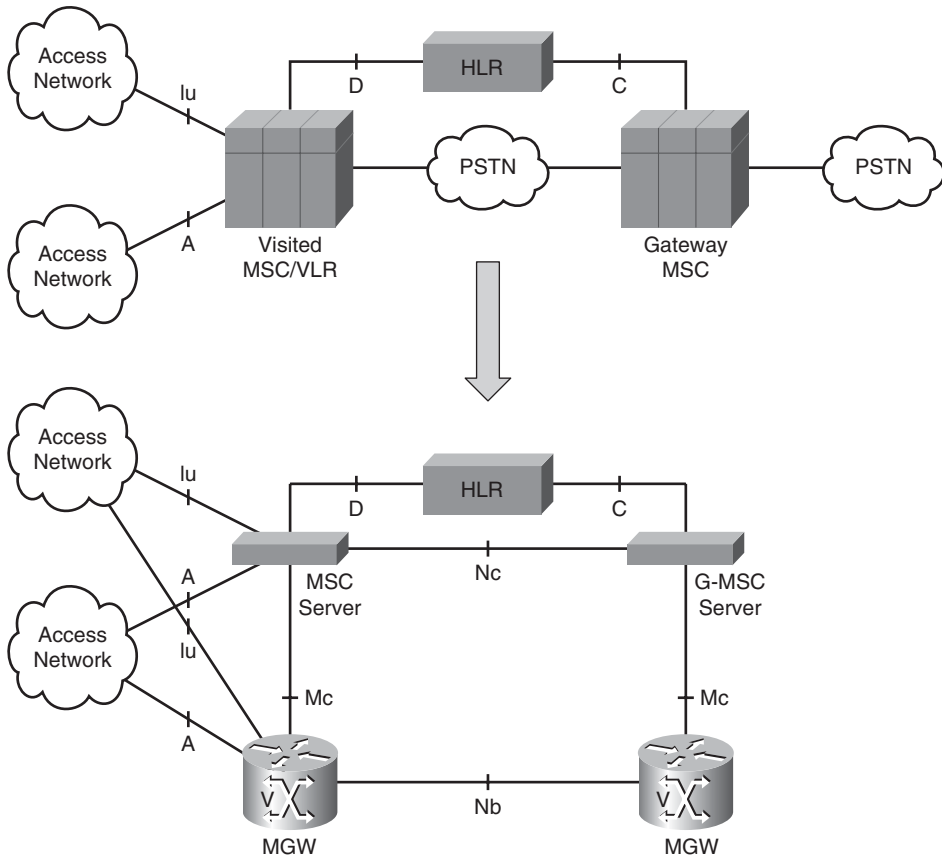 Access
Network
Iu
D
HLR
C
PSTN
PSTN
Access
Network
A
Visited
MSC/VLR
Gateway
MSC
Access
Network
Iu
D
HLR
C
A
MSC
Server
Nc
G-MSC
Server
Access
Network
Iu
Mc
Mc
A
V
V
Nb
MGW
MGW